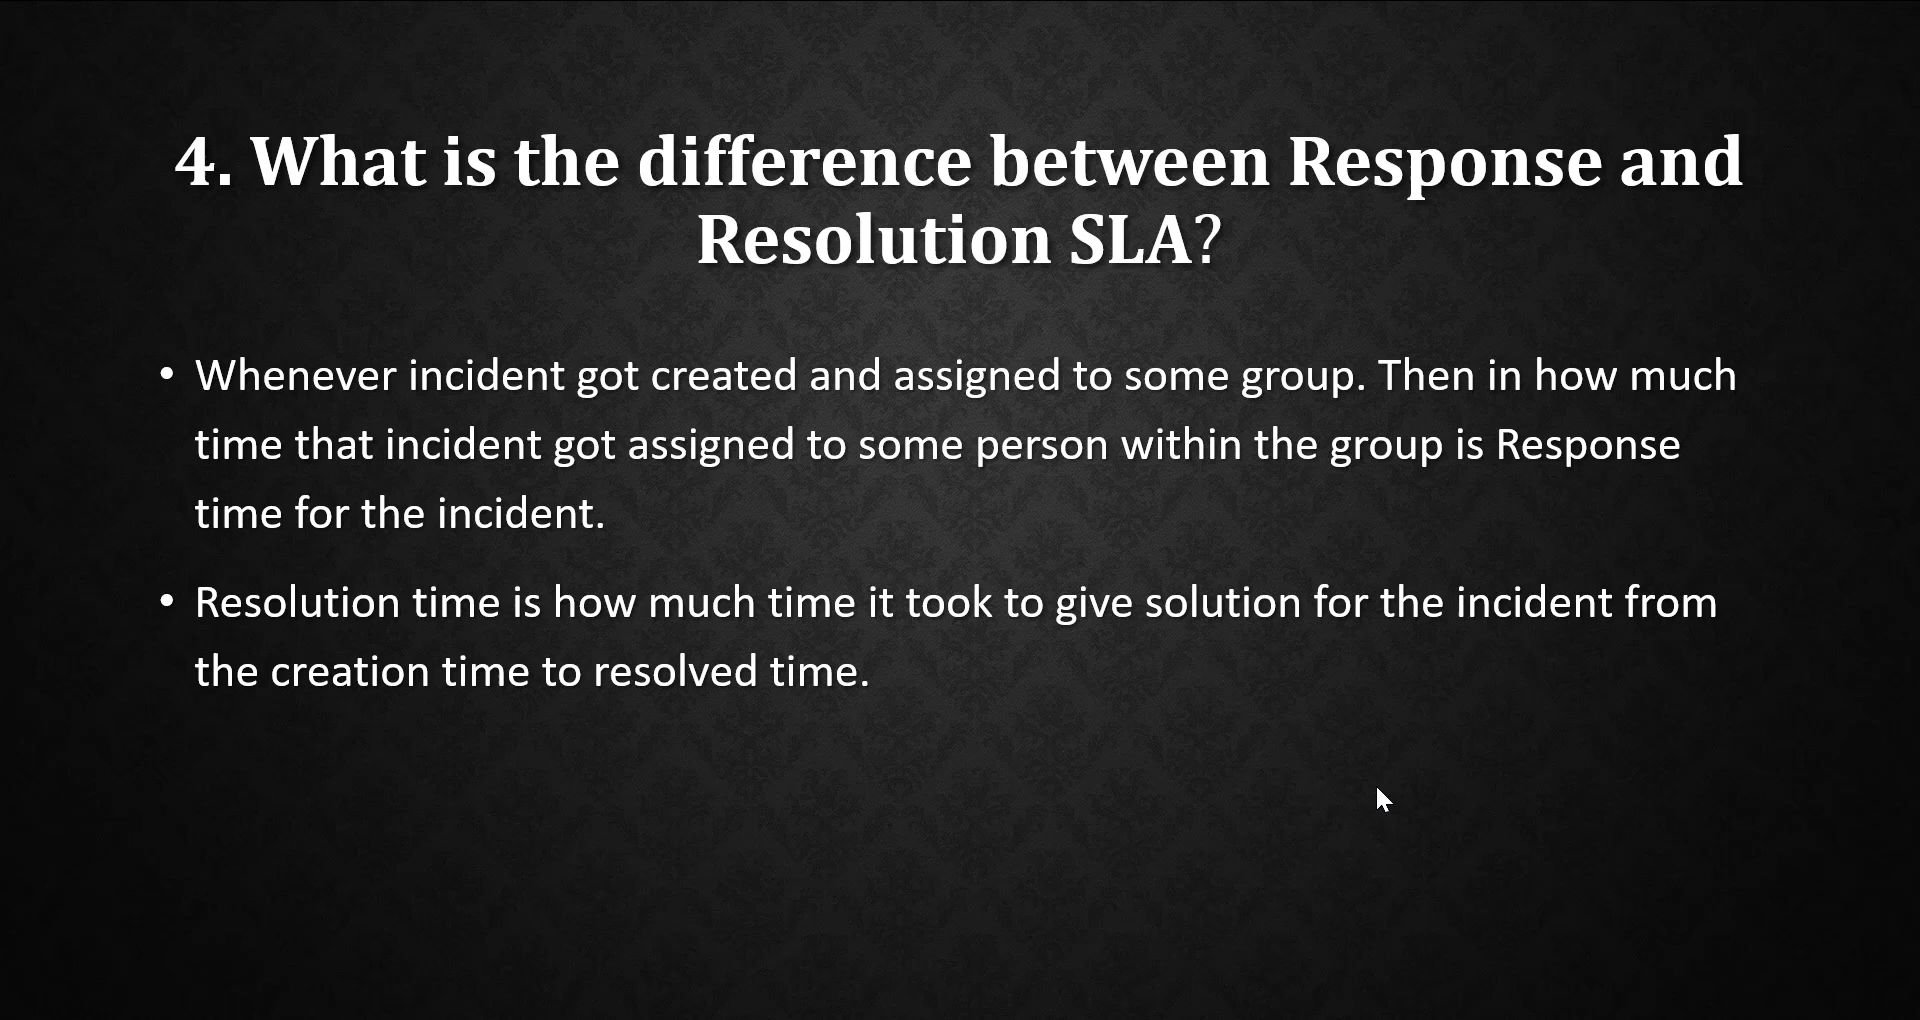 4. What is the difference between Response and
Resolution SLA?
• Whenever incident got created and assigned to some group. Then in how much
time that incident got assigned to some person within the group is Response
time for the incident.
• Resolution time is how much time it took to give solution for the incident from
the creation time to resolved time.